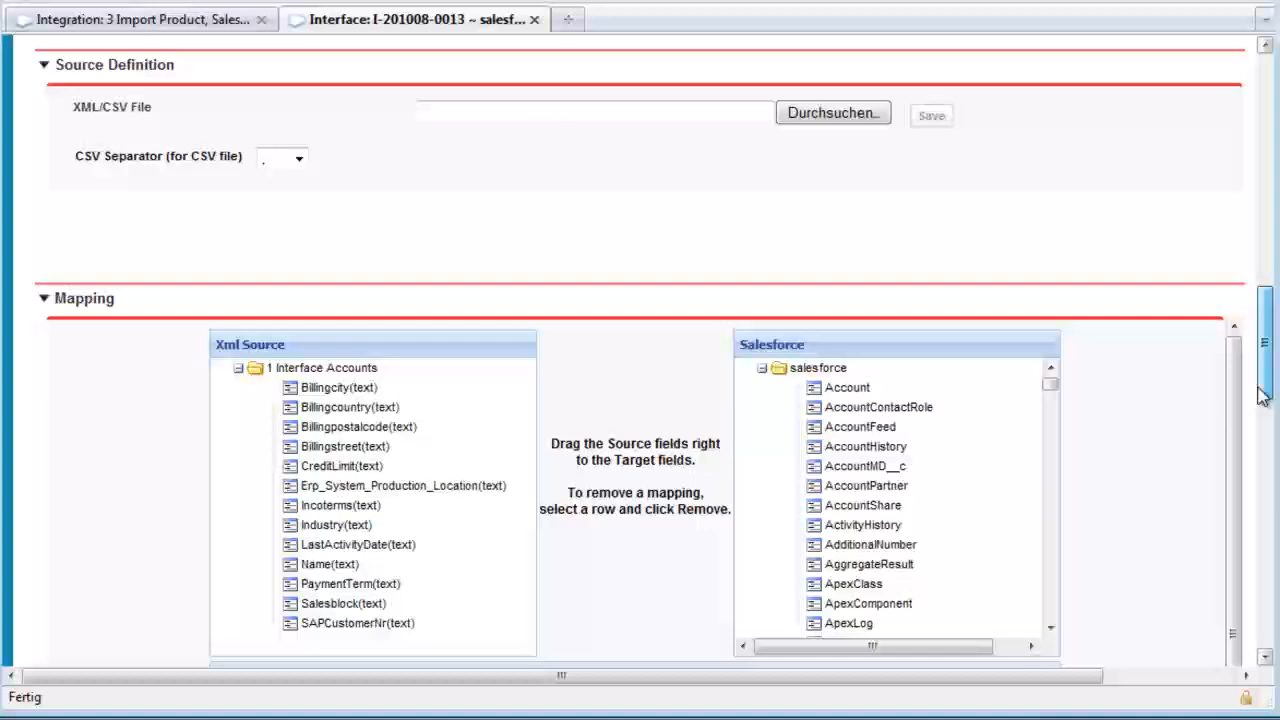 Integration: 3 Import Product, Sales...
Interface: I-201008-0013 ~ salesf...
Source Definition
XML/CSV File
Durchsuchen...
Save
CSV Separator (for CSV file)
Mapping
Xml Source
1 Interface Accounts
Billingcity(text)
Billingcountry(text)
Billingpostalcode(text)
Billingstreet(text)
CreditLimit(text)
Erp_System_Production_Location(text)
Incoterms(text)
Industry(text)
LastActivityDate(text)
Name(text)
PaymentTerm(text)
Salesblock(text)
SAPCustomerNr(text)
Drag the Source fields right
to the Target fields.
To remove a mapping,
select a row and click Remove.
Salesforce
salesforce
Account
AccountContactRole
AccountFeed
AccountHistory
AccountMD__c
AccountPartner
AccountShare
ActivityHistory
AdditionalNumber
AggregateResult
ApexClass
ApexComponent
ApexLog
Fertig